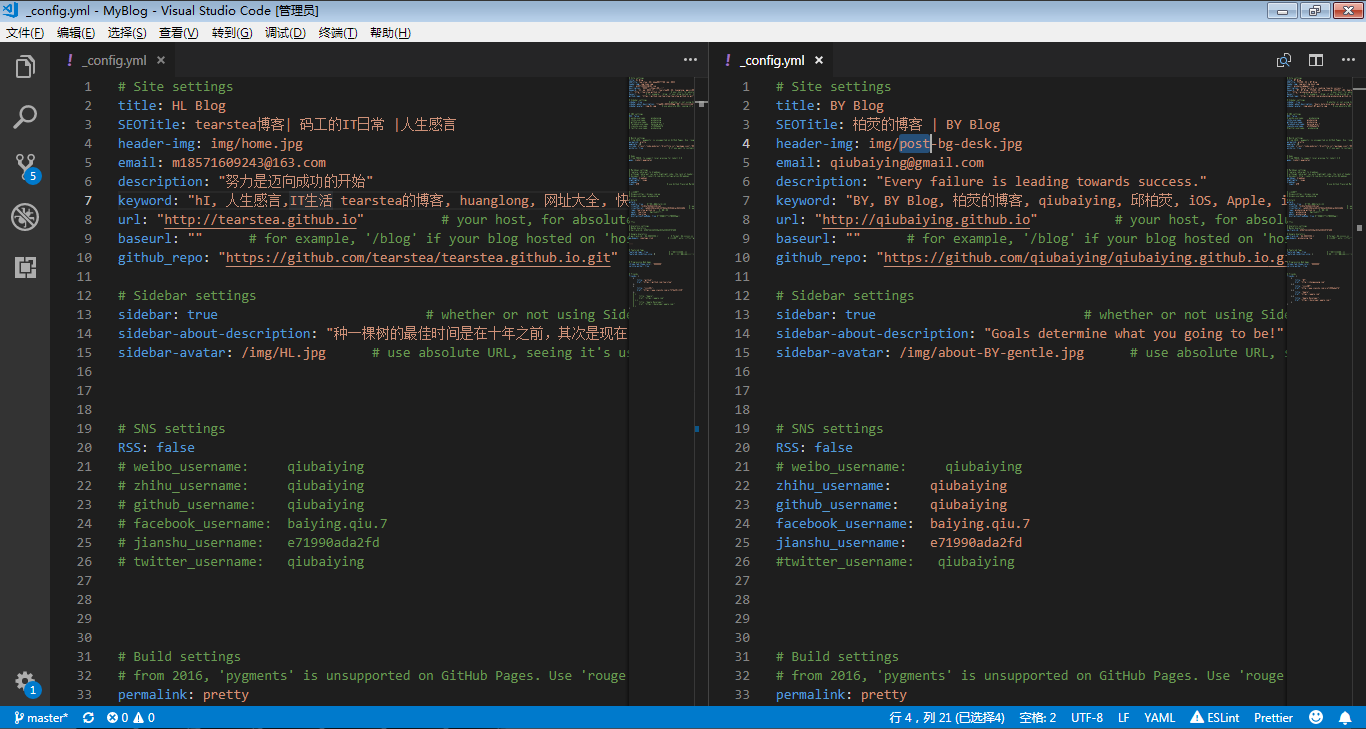 _config.yml - MyBlog - Visual Studio Code [管理员]
文件(F) 编辑(E) 选择(S) 查看(V) 转到(G) 调试(D) 终端(T) 帮助(H)
! _config.yml ×
1 # Site settings
2 title: HL Blog
3 SEOTitle: tearstea博客| 码工的IT日常 |人生感言
4 header-img: img/home.jpg
5 email: m18571609243@163.com
6 description: "努力是迈向成功的开始"
7 keyword: "hI, 人生感言,IT生活 tearstea的博客, huanglong, 网址大全, 快
8 url: "http://tearstea.github.io" # your host, for absolute
9 baseurl: "" # for example, '/blog' if your blog hosted on 'ho
10 github_repo: "https://github.com/tearstea/tearstea.github.io.git"
11
12 # Sidebar settings
13 sidebar: true # whether or not using Side
14 sidebar-about-description: "种一棵树的最佳时间是在十年之前，其次是现在
15 sidebar-avatar: /img/HL.jpg # use absolute URL, seeing it's us
16
17
18
19 # SNS settings
20 RSS: false
21 # weibo_username: qiubaiying
22 # zhihu_username: qiubaiying
23 # github_username: qiubaiying
24 # facebook_username: baiying.qiu.7
25 # jianshu_username: e71990ada2fd
26 # twitter_username: qiubaiying
27
28
29
30
31 # Build settings
32 # from 2016, 'pygments' is unsupported on GitHub Pages. Use 'rouge
33 permalink: pretty
! _config.yml ×
1 # Site settings
2 title: BY Blog
3 SEOTitle: 柏荧的博客 | BY Blog
4 header-img: img/post-bg-desk.jpg
5 email: qiubaiying@gmail.com
6 description: "Every failure is leading towards success."
7 keyword: "BY, BY Blog, 柏荧的博客, qiubaiying, 邱柏荧, iOS, Apple, i
8 url: "http://qiubaiying.github.io" # your host, for absol
9 baseurl: "" # for example, '/blog' if your blog hosted on 'ho
10 github_repo: "https://github.com/qiubaiying/qiubaiying.github.io.g
11
12 # Sidebar settings
13 sidebar: true # whether or not using Side
14 sidebar-about-description: "Goals determine what you going to be!"
15 sidebar-avatar: /img/about-BY-gentle.jpg # use absolute URL, s
16
17
18
19 # SNS settings
20 RSS: false
21 # weibo_username: qiubaiying
22 zhihu_username: qiubaiying
23 github_username: qiubaiying
24 facebook_username: baiying.qiu.7
25 jianshu_username: e71990ada2fd
26 #twitter_username: qiubaiying
27
28
29
30
31 # Build settings
32 # from 2016, 'pygments' is unsupported on GitHub Pages. Use 'rouge
33 permalink: pretty
5
1
master* 0 0 行 4，列 21 (已选择4) 空格: 2 UTF-8 LF YAML ESLint Prettier